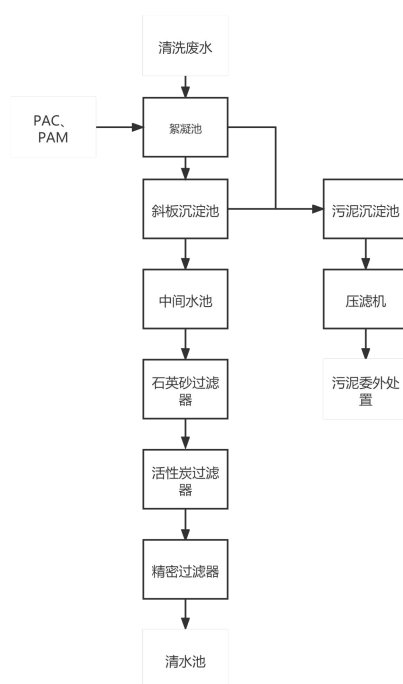 清洗废水
PAC、
PAM
絮凝池
斜板沉淀池
污泥沉淀池
中间水池
压滤机
石英砂过滤
器
污泥委外处
置
活性炭过滤
器
精密过滤器
清水池